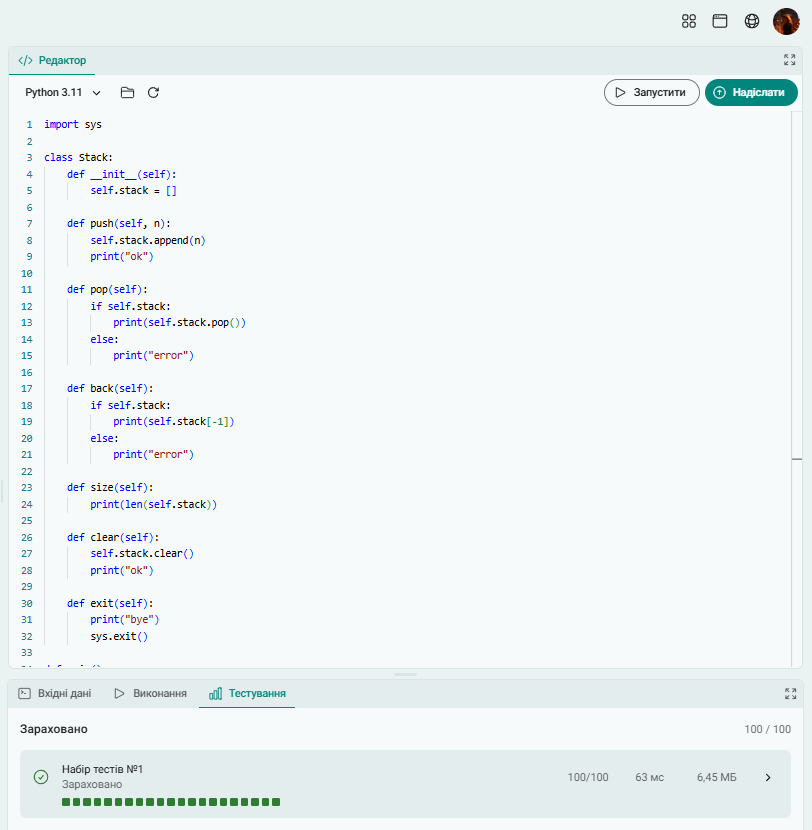 </> Редактор
Python 3.11
Запустити
Надіслати
1 import sys
2
3 class Stack:
4     def __init__(self):
5         self.stack = []
6
7     def push(self, n):
8         self.stack.append(n)
9         print("ok")
10
11     def pop(self):
12         if self.stack:
13             print(self.stack.pop())
14         else:
15             print("error")
16
17     def back(self):
18         if self.stack:
19             print(self.stack[-1])
20         else:
21             print("error")
22
23     def size(self):
24         print(len(self.stack))
25
26     def clear(self):
27         self.stack.clear()
28         print("ok")
29
30     def exit(self):
31         print("bye")
32         sys.exit()
33
Вхідні дані
Виконання
Тестування
Зараховано
100 / 100
Набір тестів №1
Зараховано
100/100
63 мс
6,45 МБ